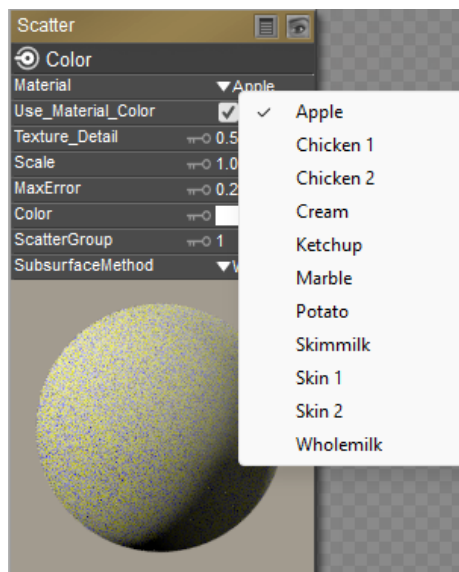 Scatter
Color
Material Apple
Use_Material_Color
Texture_Detail 0.5
Scale 1.0
MaxError 0.2
Color
ScatterGroup 1
SubsurfaceMethod
Apple
Chicken 1
Chicken 2
Cream
Ketchup
Marble
Potato
Skimmilk
Skin 1
Skin 2
Wholemilk